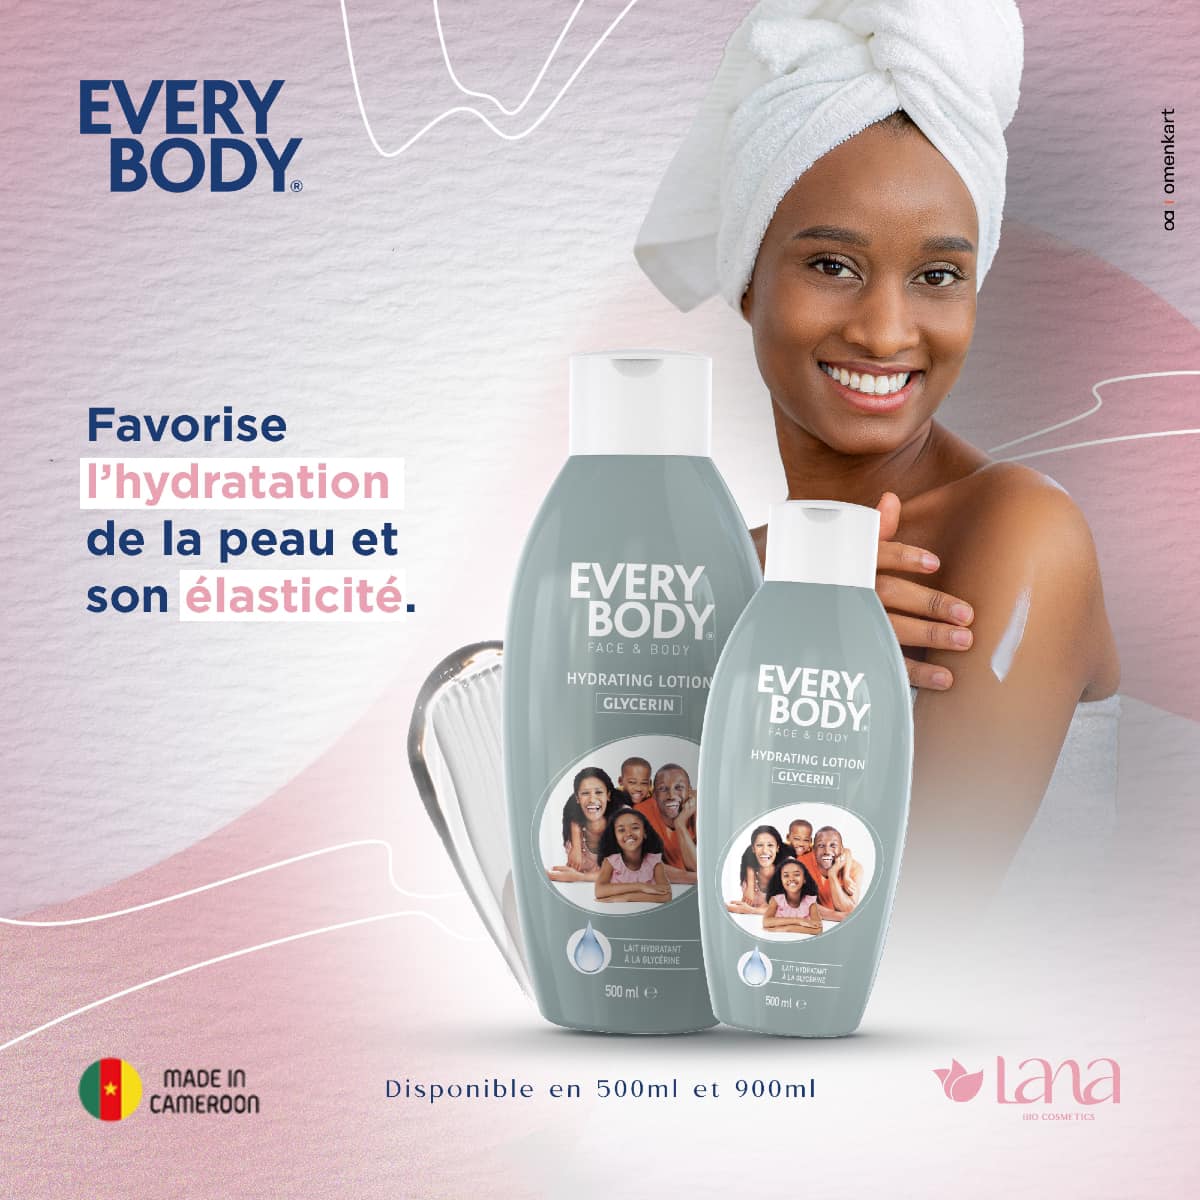 EVERY
BODY®
oa | omenkart
Favorise
l'hydratation
de la peau et
son élasticité.
EVERY
BODY®
FACE & BODY
HYDRATING LOTION
GLYCERIN
LAIT HYDRATANT
À LA GLYCÉRINE
500 ml ℮
EVERY
BODY®
FACE & BODY
HYDRATING LOTION
GLYCERIN
LAIT HYDRATANT
À LA GLYCÉRINE
500 ml ℮
MADE IN
CAMEROON
Disponible en 500ml et 900ml
Lana
BIO COSMETICS